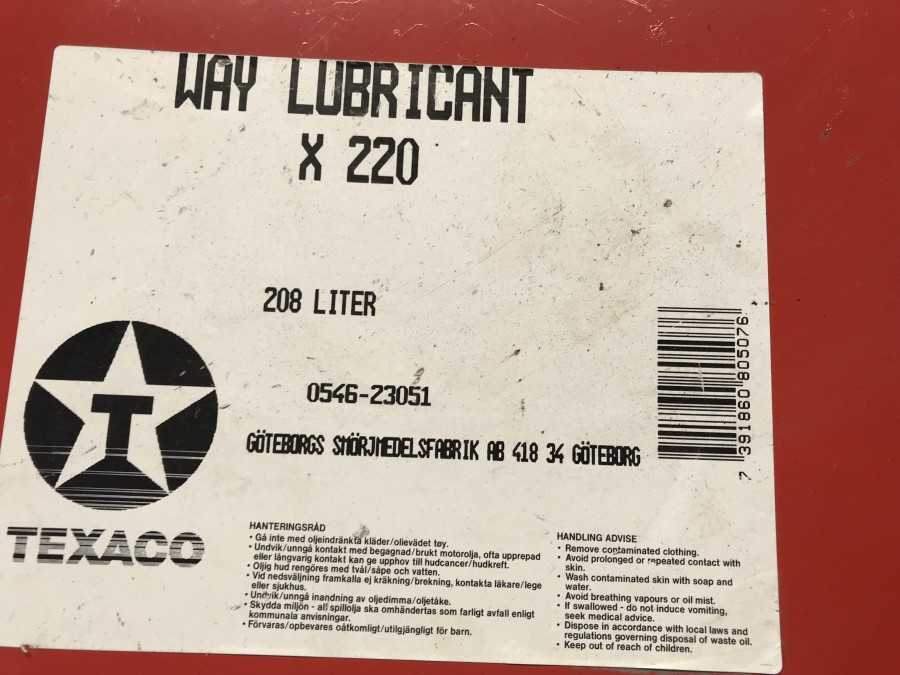 WAY LUBRICANT
X 220
208 LITER
0546-23051
GÖTEBORGS SMÖRJMEDELSFABRIK AB 418 34 GÖTEBORG
7 391860 805076
T
TEXACO
HANTERINGSRÅD
• Gå inte med oljeindränkta kläder/olievädet tøy.
• Undvik/unngå kontakt med begagnad/brukt motorolja, ofta upprepad
eller långvarig kontakt kan ge upphov till hudcancer/hudkreft.
• Oljig hud rengöres med tvål/såpe och vatten.
• Vid nedsväljning framkalla ej kräkning/brekning, kontakta läkare/lege
eller sjukhus.
• Undvik/unngå inandning av oljedimma/oljetåke.
• Skydda miljön - all spillolja ska omhändertas som farligt avfall enligt
kommunala anvisningar.
• Förvaras/opbevares oåtkomligt/utilgjängligt för barn.
HANDLING ADVISE
• Remove contaminated clothing.
• Avoid prolonged or repeated contact with
skin.
• Wash contaminated skin with soap and
water.
• Avoid breathing vapours or oil mist.
• If swallowed - do not induce vomiting,
seek medical advice.
• Dispose in accordance with local laws and
regulations governing disposal of waste oil.
• Keep out of reach of children.